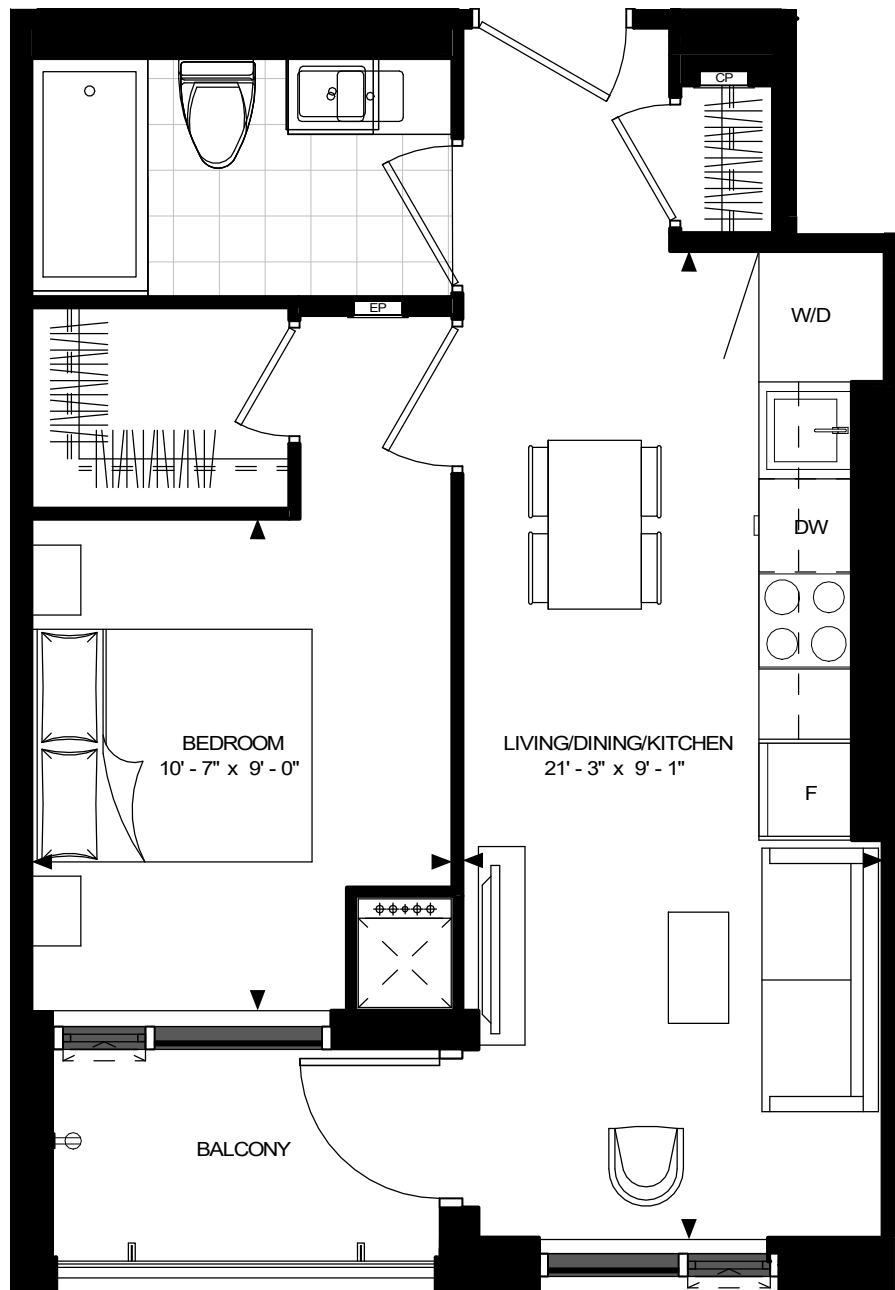 CP
EP
W/D
DW
BEDROOM
10' - 7" x 9' - 0"
LIVING/DINING/KITCHEN
21' - 3" x 9' - 1"
F
BALCONY